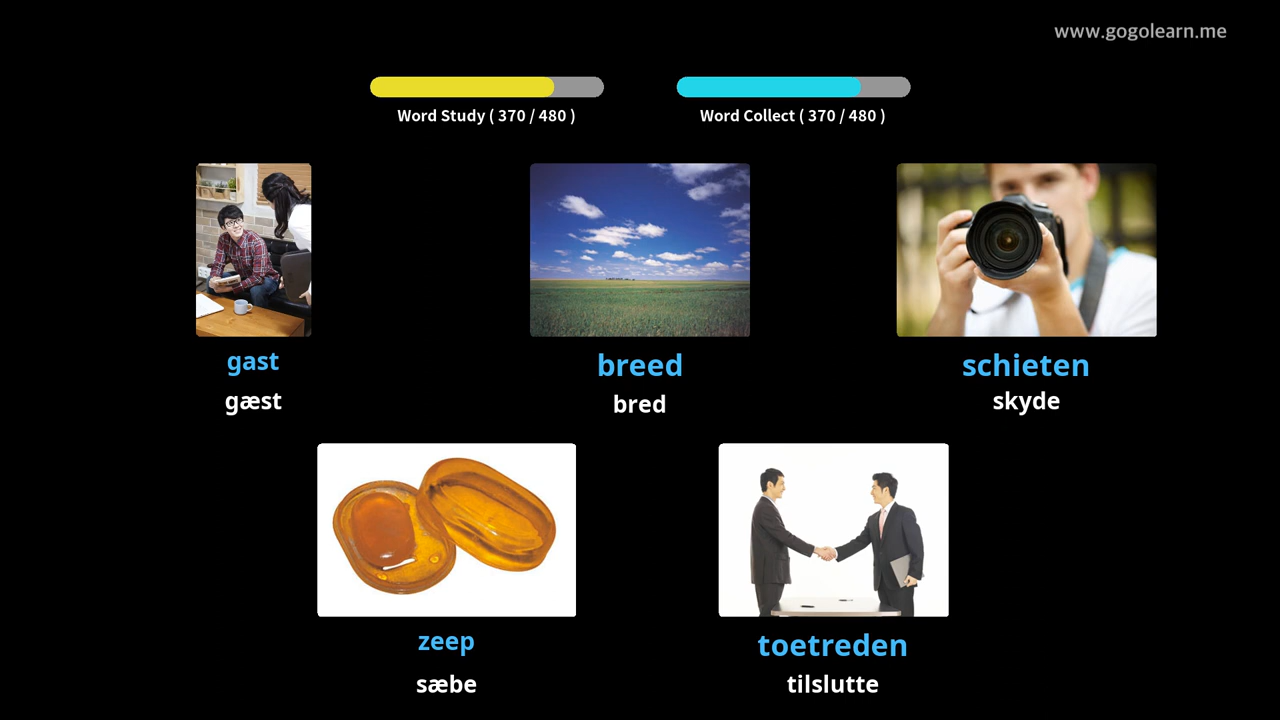 www.gogolearn.me
Word Study ( 370 / 480 )
Word Collect ( 370 / 480 )
gast
gæst
breed
bred
schieten
skyde
zeep
sæbe
toetreden
tilslutte